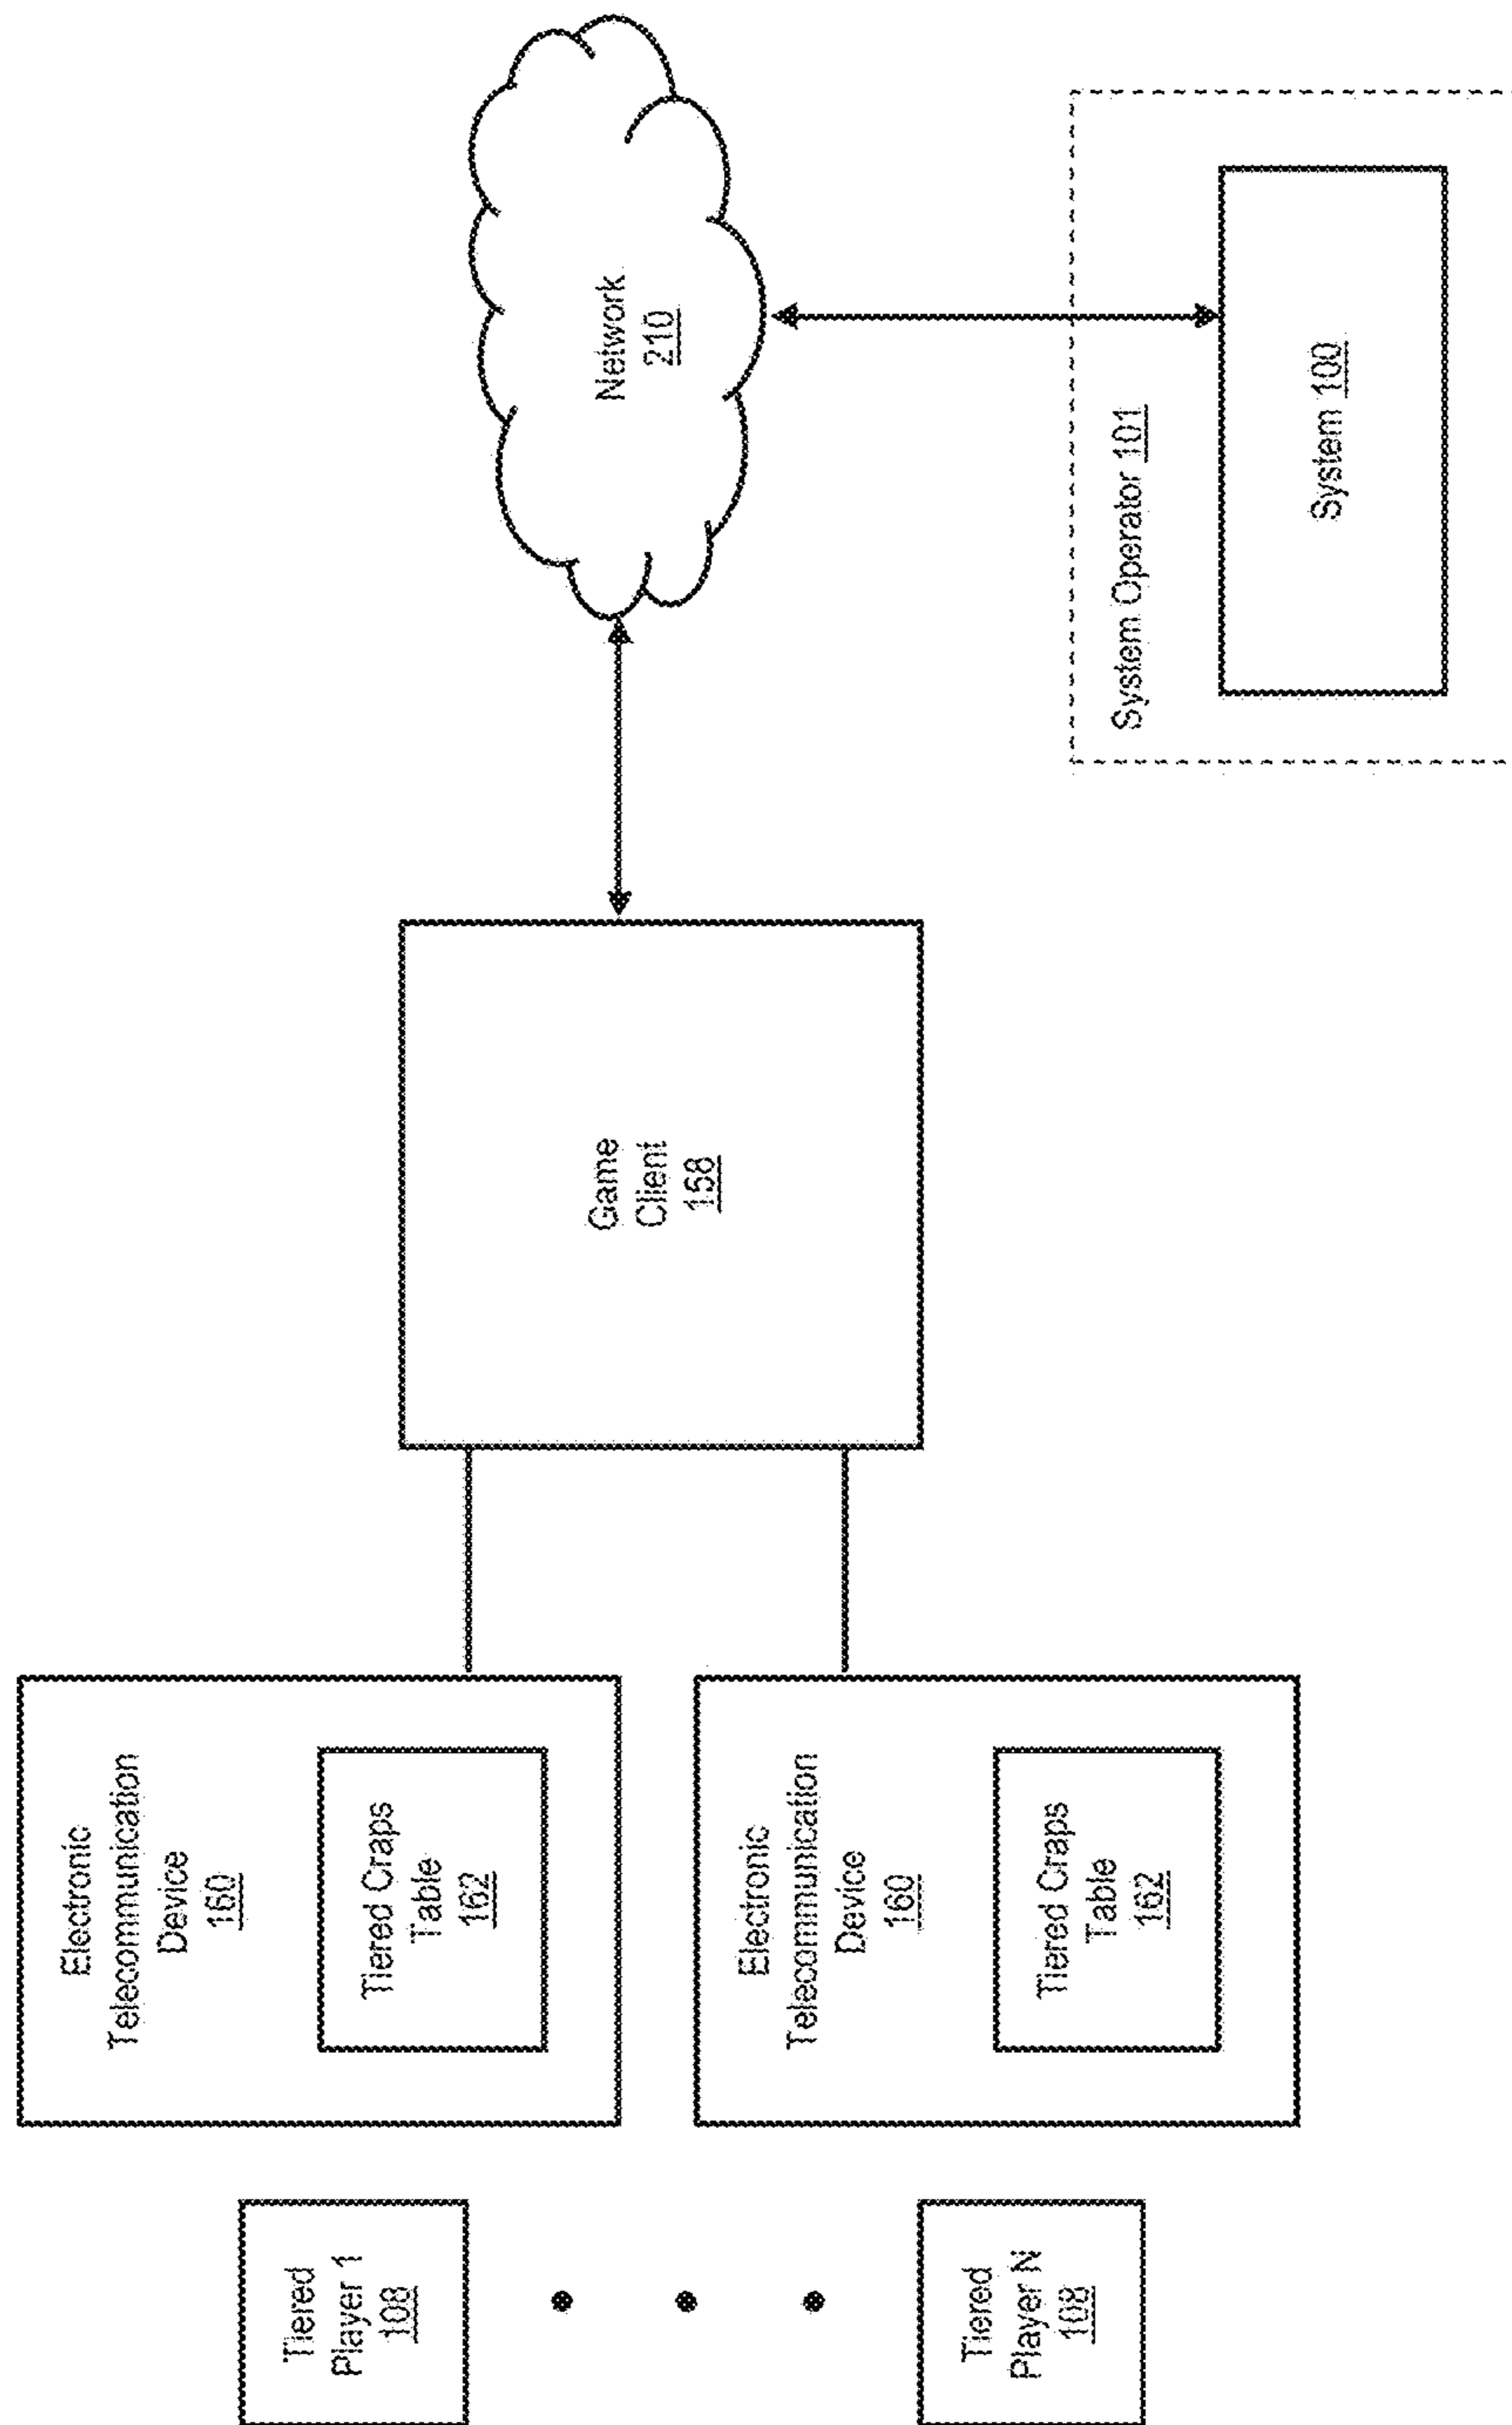 Tiered
Player 1
108
Tiered
Player N
108
Electronic
Telecommunication
Device
160
Tiered Craps
Table
162
Electronic
Telecommunication
Device
160
Tiered Craps
Table
162
Game
Client
158
Network
210
System Operator 101
System 100